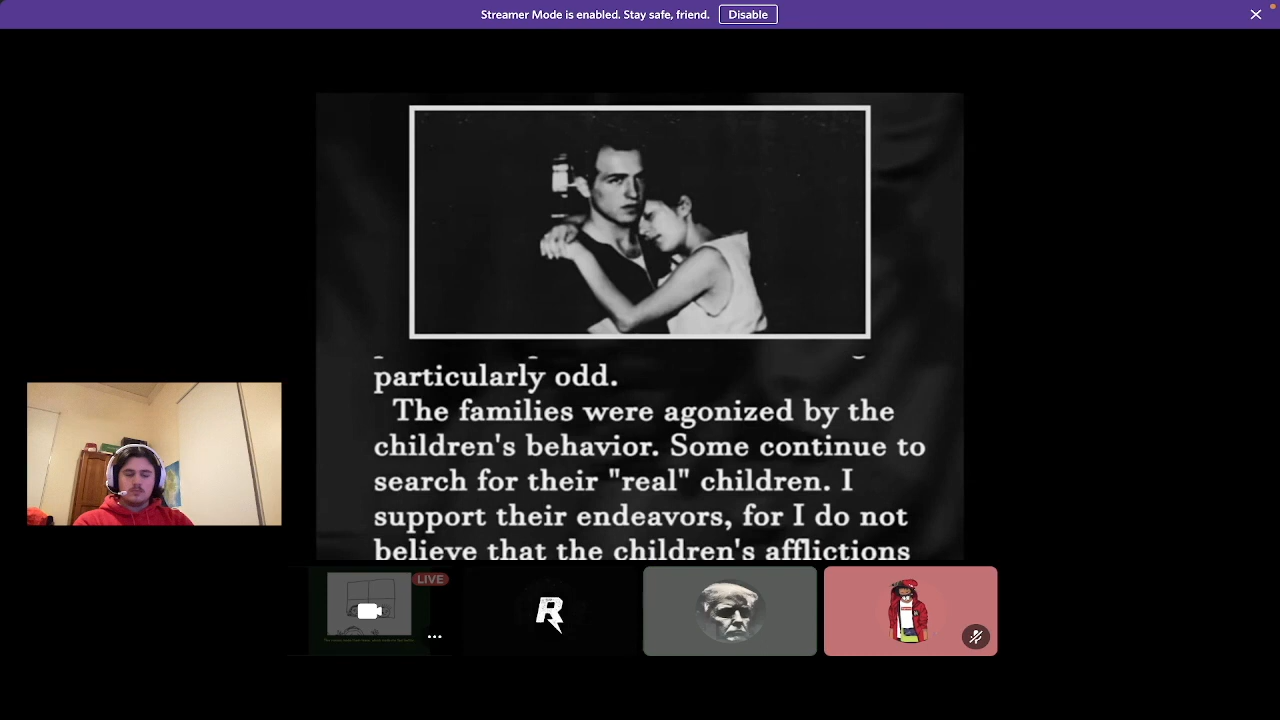 Streamer Mode is enabled. Stay safe, friend. Disable
particularly odd.
The families were agonized by the
children's behavior. Some continue to
search for their "real" children. I
support their endeavors, for I do not
believe that the children's afflictions
LIVE
R